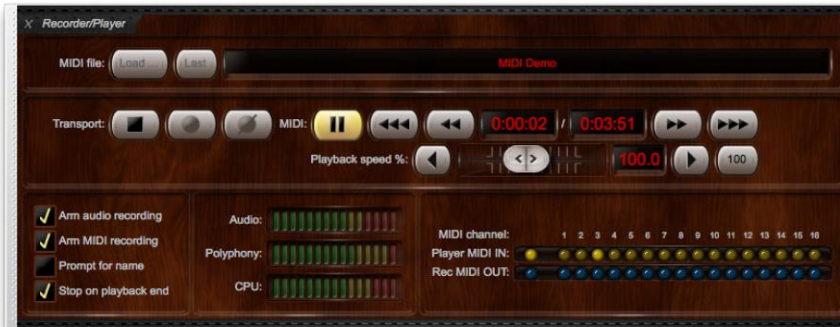 X Recorder/Player
MIDI file: Load ... Last MIDI Demo
Transport: MIDI: 0:00:02 / 0:03:51
Playback speed %: < > 100.0 100
Arm audio recording
Arm MIDI recording
Prompt for name
Stop on playback end
Audio:
Polyphony:
CPU:
MIDI channel: 1 2 3 4 5 6 7 8 9 10 11 12 13 14 15 16
Player MIDI IN:
Rec MIDI OUT: